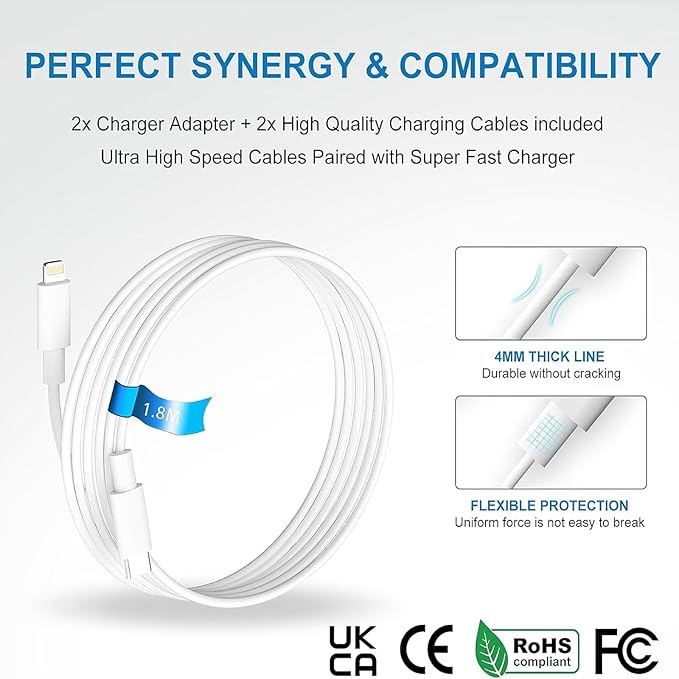 PERFECT SYNERGY & COMPATIBILITY
2x Charger Adapter + 2x High Quality Charging Cables included
Ultra High Speed Cables Paired with Super Fast Charger
1.8M
4MM THICK LINE
Durable without cracking
FLEXIBLE PROTECTION
Uniform force is not easy to break
UK
CA
CE
RoHS
compliant
FC